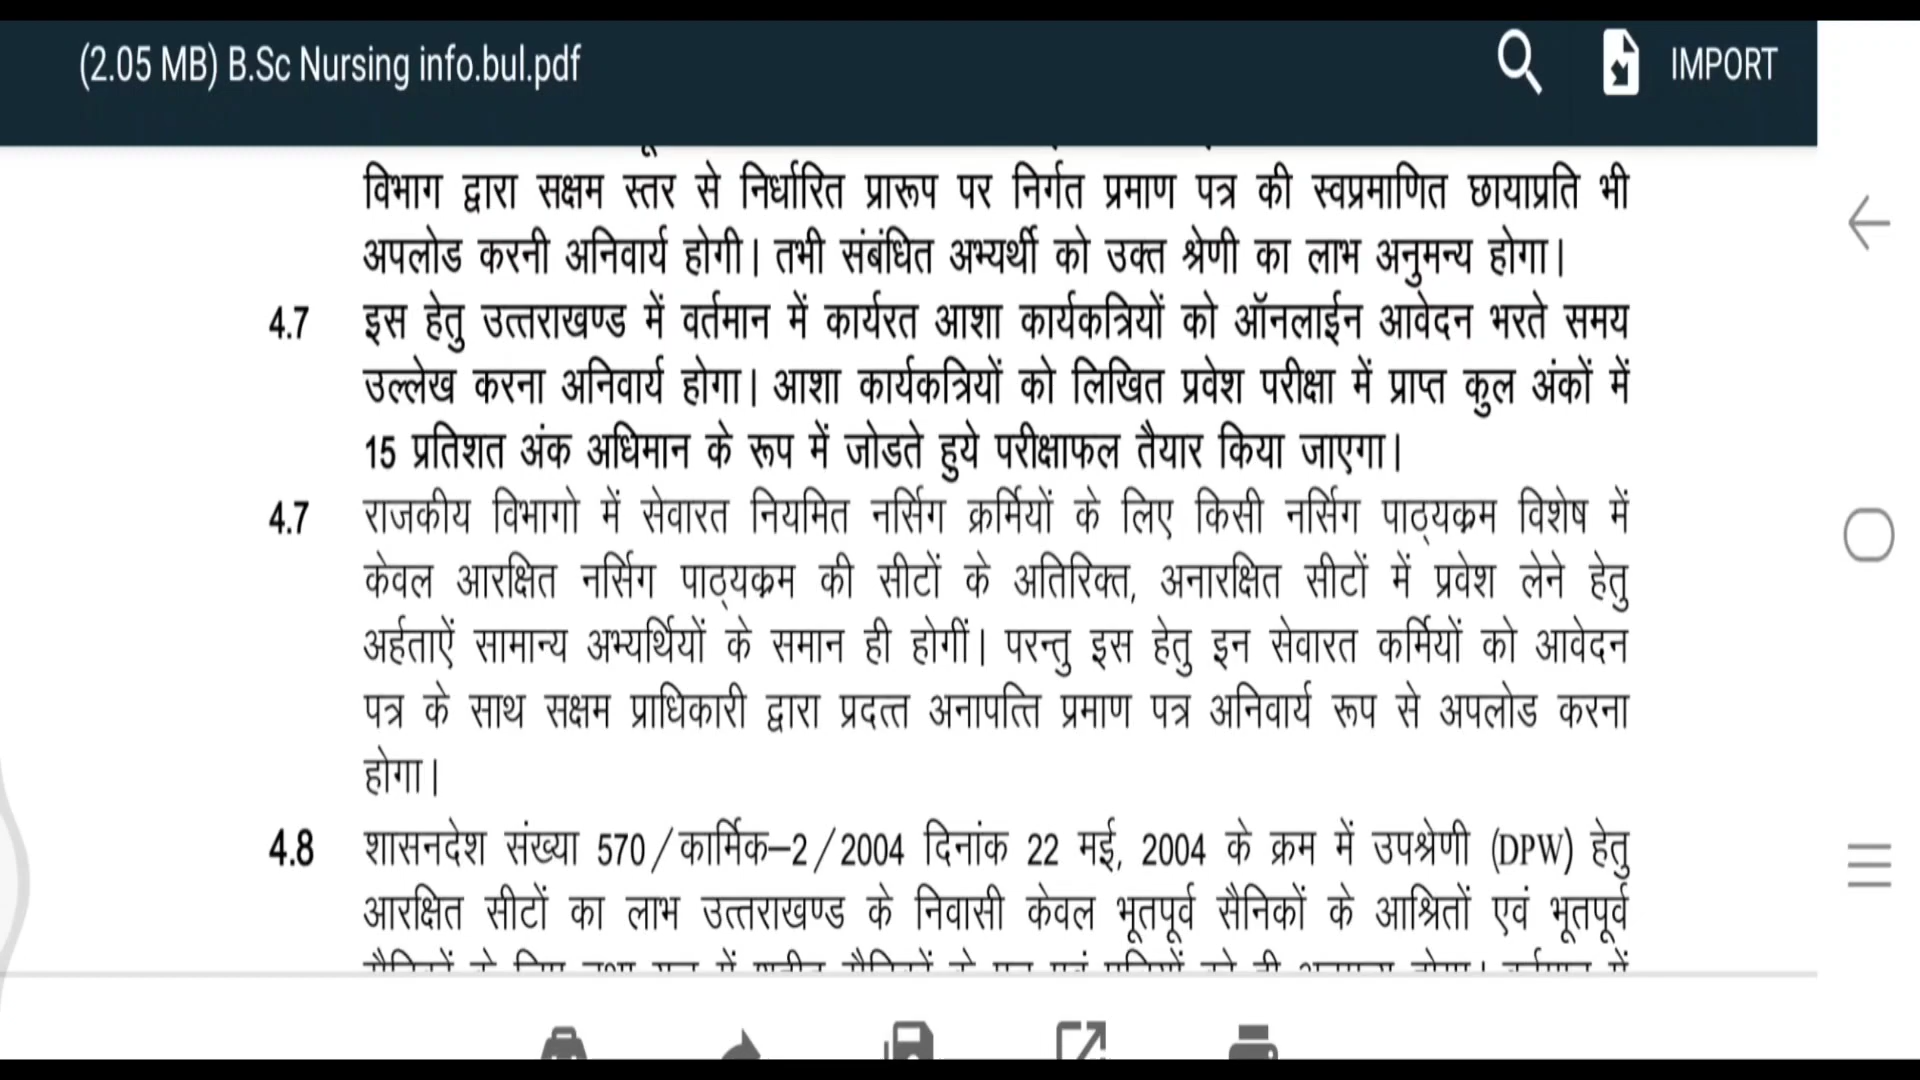 (2.05 MB) B.Sc Nursing info.bul.pdf
IMPORT
विभाग द्वारा सक्षम स्तर से निर्धारित प्रारूप पर निर्गत प्रमाण पत्र की स्वप्रमाणित छायाप्रति भी
अपलोड करनी अनिवार्य होगी। तभी संबंधित अभ्यर्थी को उक्त श्रेणी का लाभ अनुमन्य होगा।
4.7 इस हेतु उत्तराखण्ड में वर्तमान में कार्यरत आशा कार्यकत्रियों को ऑनलाईन आवेदन भरते समय
उल्लेख करना अनिवार्य होगा। आशा कार्यकत्रियों को लिखित प्रवेश परीक्षा में प्राप्त कुल अंकों में
15 प्रतिशत अंक अधिमान के रूप में जोडते हुये परीक्षाफल तैयार किया जाएगा।
4.7 राजकीय विभागो में सेवारत नियमित नर्सिग क्रर्मियों के लिए किसी नर्सिग पाठ्यक्रम विशेष में
केवल आरक्षित नर्सिग पाठ्यक्रम की सीटों के अतिरिक्त, अनारक्षित सीटों में प्रवेश लेने हेतु
अर्हताऐं सामान्य अभ्यर्थियों के समान ही होगीं। परन्तु इस हेतु इन सेवारत कर्मियों को आवेदन
पत्र के साथ सक्षम प्राधिकारी द्वारा प्रदत्त अनापत्ति प्रमाण पत्र अनिवार्य रूप से अपलोड करना
होगा।
4.8 शासनदेश संख्या 570/कार्मिक–2/2004 दिनांक 22 मई, 2004 के क्रम में उपश्रेणी (DPW) हेतु
आरक्षित सीटों का लाभ उत्तराखण्ड के निवासी केवल भूतपूर्व सैनिकों के आश्रितों एवं भूतपूर्व